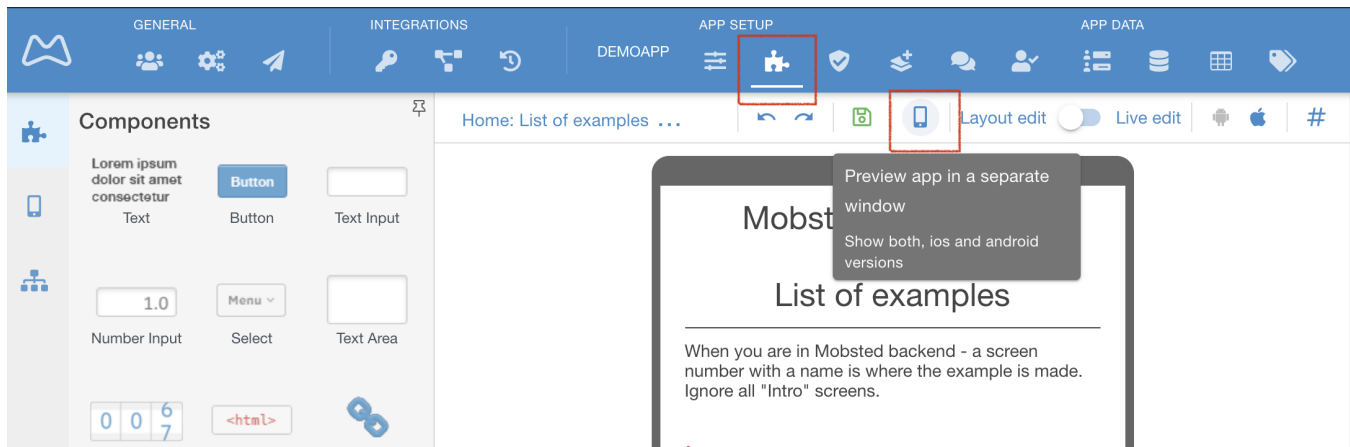 GENERAL
INTEGRATIONS
APP SETUP
APP DATA
DEMOAPP
Components
Home: List of examples ...
Layout edit
Live edit
#
Lorem ipsum
dolor sit amet
consectetur
Text
Button
Button
Text Input
1.0
Number Input
Menu
Select
Text Area
0 0 6
7
<html>
Preview app in a separate
window
Show both, ios and android
versions
Mobst
List of examples
When you are in Mobsted backend - a screen
number with a name is where the example is made.
Ignore all "Intro" screens.